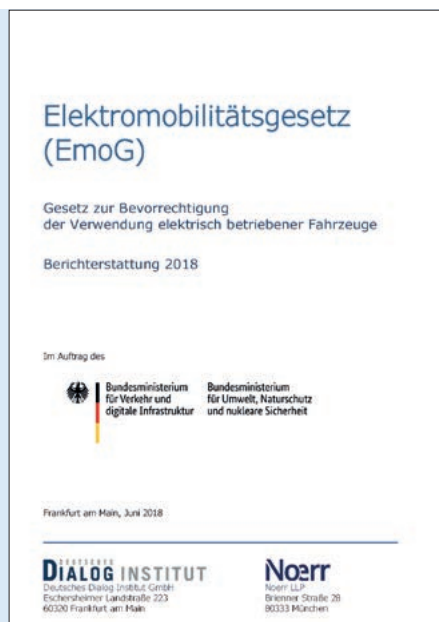 Elektromobilitätsgesetz
(EmoG)
Gesetz zur Bevorrechtigung
der Verwendung elektrisch betriebener Fahrzeuge
Berichterstattung 2018
Im Auftrag des
Bundesministerium
für Verkehr und
digitale Infrastruktur
Bundesministerium
für Umwelt, Naturschutz
und nukleare Sicherheit
Frankfurt am Main, Juni 2018
DEUTSCHES
DIALOG INSTITUT
Deutsches Dialog Institut GmbH
Eschersheimer Landstraße 223
60320 Frankfurt am Main
Noerr
Noerr LLP
Brienner Straße 28
80333 München